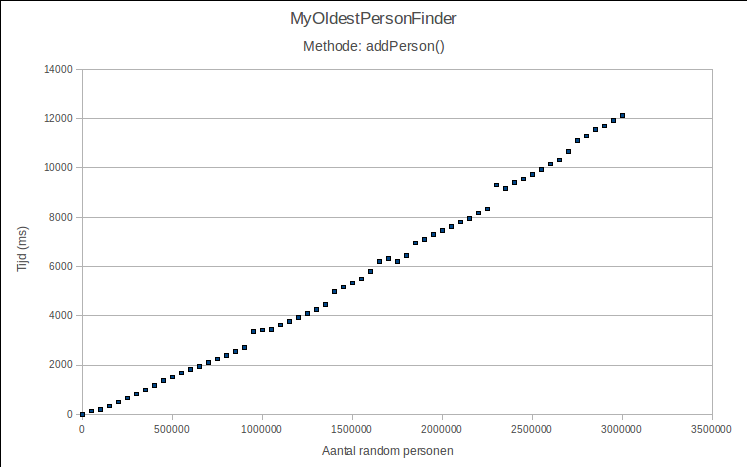 MyOldestPersonFinder
Methode: addPerson()
14000
12000
10000
8000
6000
4000
2000
0
Tijd (ms)
0 500000 1000000 1500000 2000000 2500000 3000000 3500000
Aantal random personen